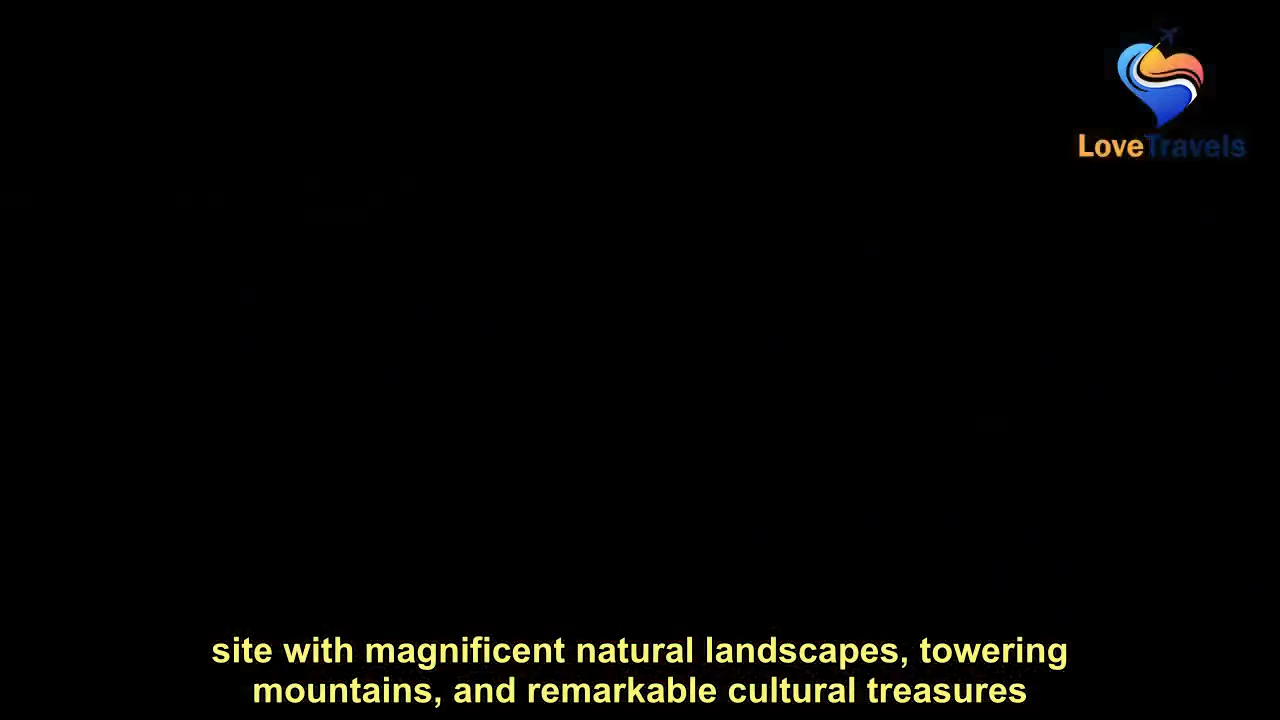 LoveTravels
site with magnificent natural landscapes, towering
mountains, and remarkable cultural treasures